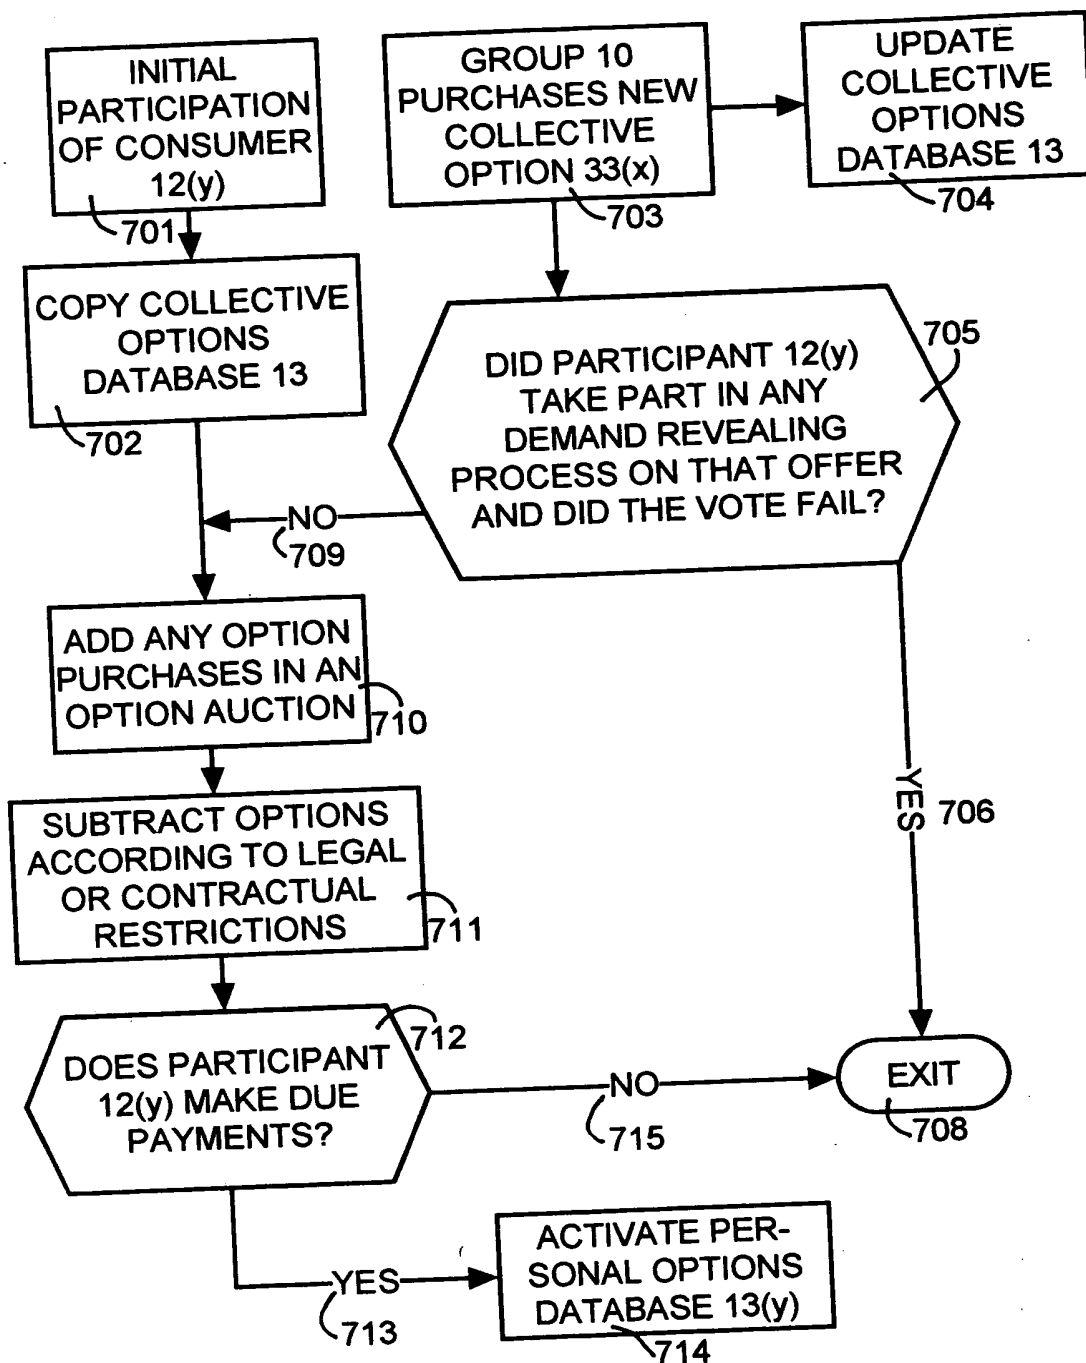 INITIAL
PARTICIPATION
OF CONSUMER
12(y)
701
GROUP 10
PURCHASES NEW
COLLECTIVE
OPTION 33(x)
703
UPDATE
COLLECTIVE
OPTIONS
DATABASE 13
704
COPY COLLECTIVE
OPTIONS
DATABASE 13
702
DID PARTICIPANT 12(y)
TAKE PART IN ANY
DEMAND REVEALING
PROCESS ON THAT OFFER
AND DID THE VOTE FAIL?
705
NO
709
YES
706
ADD ANY OPTION
PURCHASES IN AN
OPTION AUCTION
710
SUBTRACT OPTIONS
ACCORDING TO LEGAL
OR CONTRACTUAL
RESTRICTIONS
711
DOES PARTICIPANT
12(y) MAKE DUE
PAYMENTS?
712
NO
715
EXIT
708
YES
713
ACTIVATE PER-
SONAL OPTIONS
DATABASE 13(y)
714